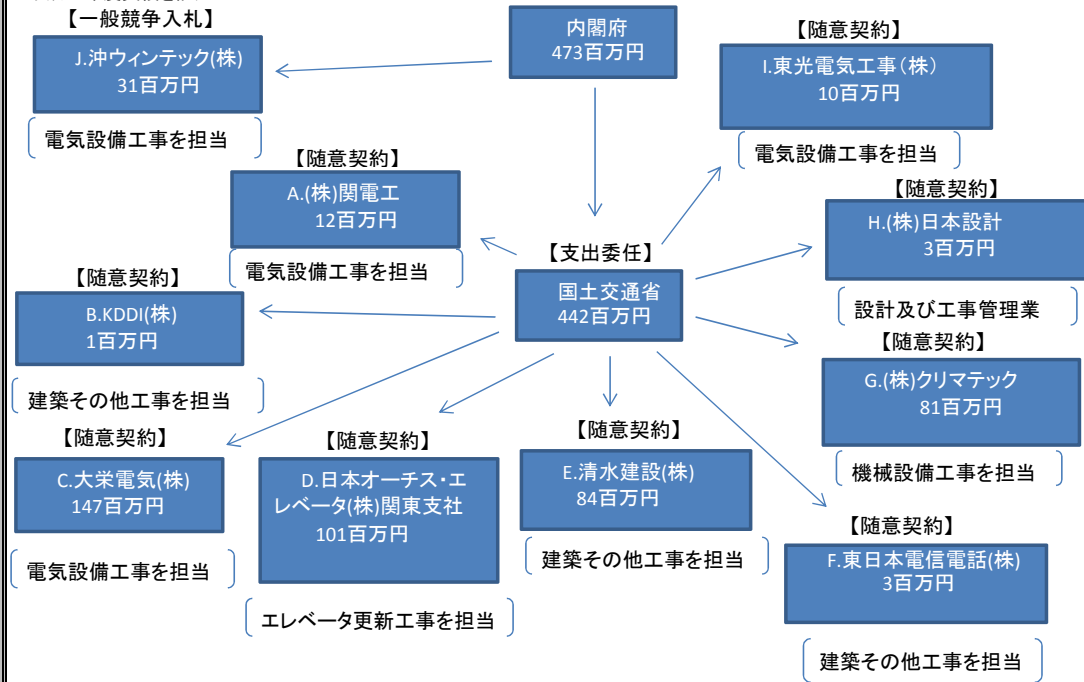 【一般競争入札】
J.沖ウィンテック(株)
31百万円
電気設備工事を担当
内閣府
473百万円
【随意契約】
I.東光電気工事（株）
10百万円
電気設備工事を担当
【随意契約】
A.(株)関電工
12百万円
電気設備工事を担当
【支出委任】
国土交通省
442百万円
【随意契約】
H.(株)日本設計
3百万円
設計及び工事管理業
【随意契約】
B.KDDI(株)
1百万円
建築その他工事を担当
【随意契約】
G.(株)クリマテック
81百万円
機械設備工事を担当
【随意契約】
C.大栄電気(株)
147百万円
電気設備工事を担当
【随意契約】
D.日本オーチス・エ
レベータ(株)関東支社
101百万円
エレベータ更新工事を担当
【随意契約】
E.清水建設(株)
84百万円
建築その他工事を担当
【随意契約】
F.東日本電信電話(株)
3百万円
建築その他工事を担当